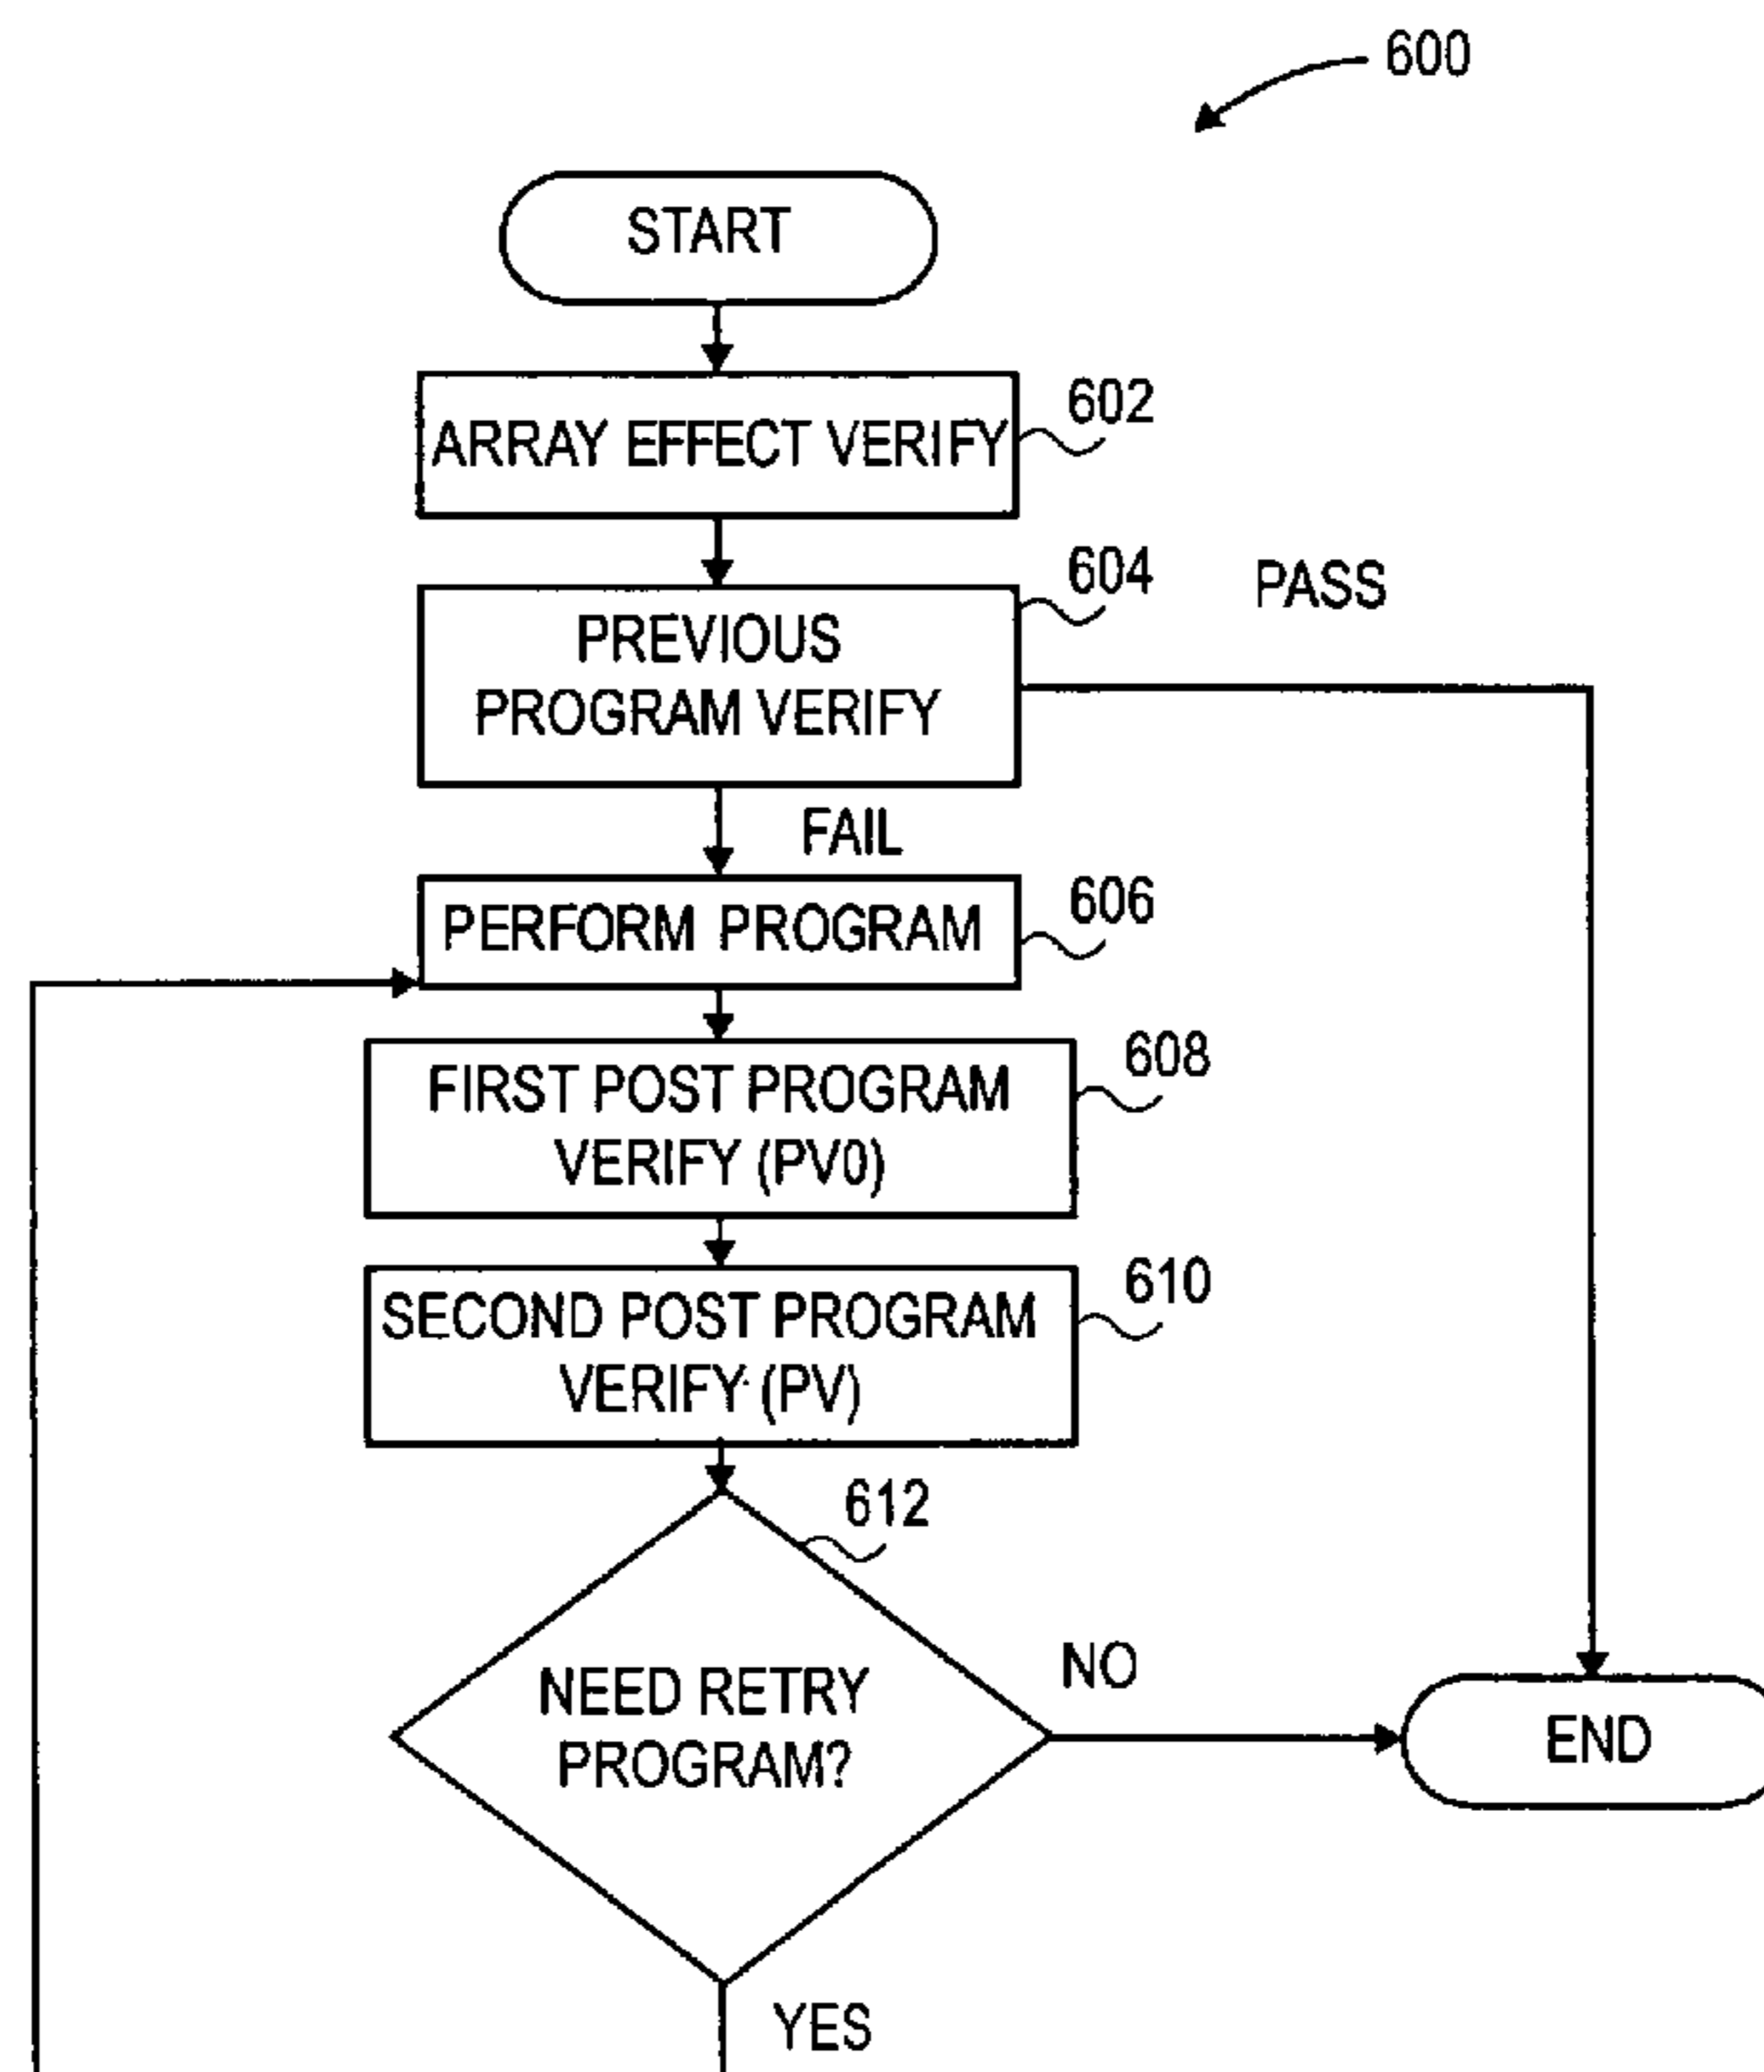 600
START
602
ARRAY EFFECT VERIFY
604
PASS
PREVIOUS
PROGRAM VERIFY
FAIL
606
PERFORM PROGRAM
608
FIRST POST PROGRAM
VERIFY (PV0)
610
SECOND POST PROGRAM
VERIFY (PV)
612
NO
NEED RETRY
PROGRAM?
END
YES